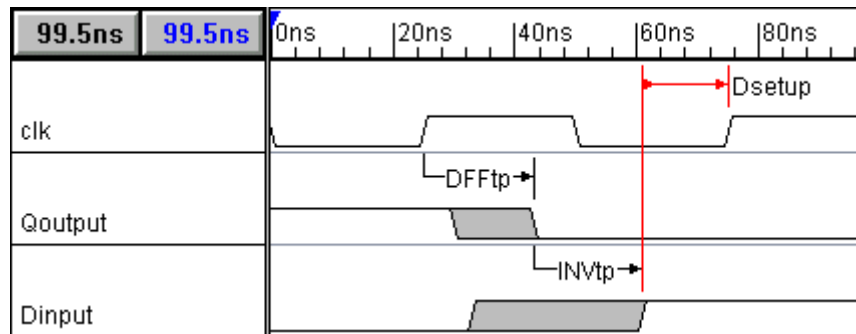 99.5ns 99.5ns 0ns 20ns 40ns 60ns 80ns
Dsetup
clk
DFFtp
Qoutput
INVtp
Dinput